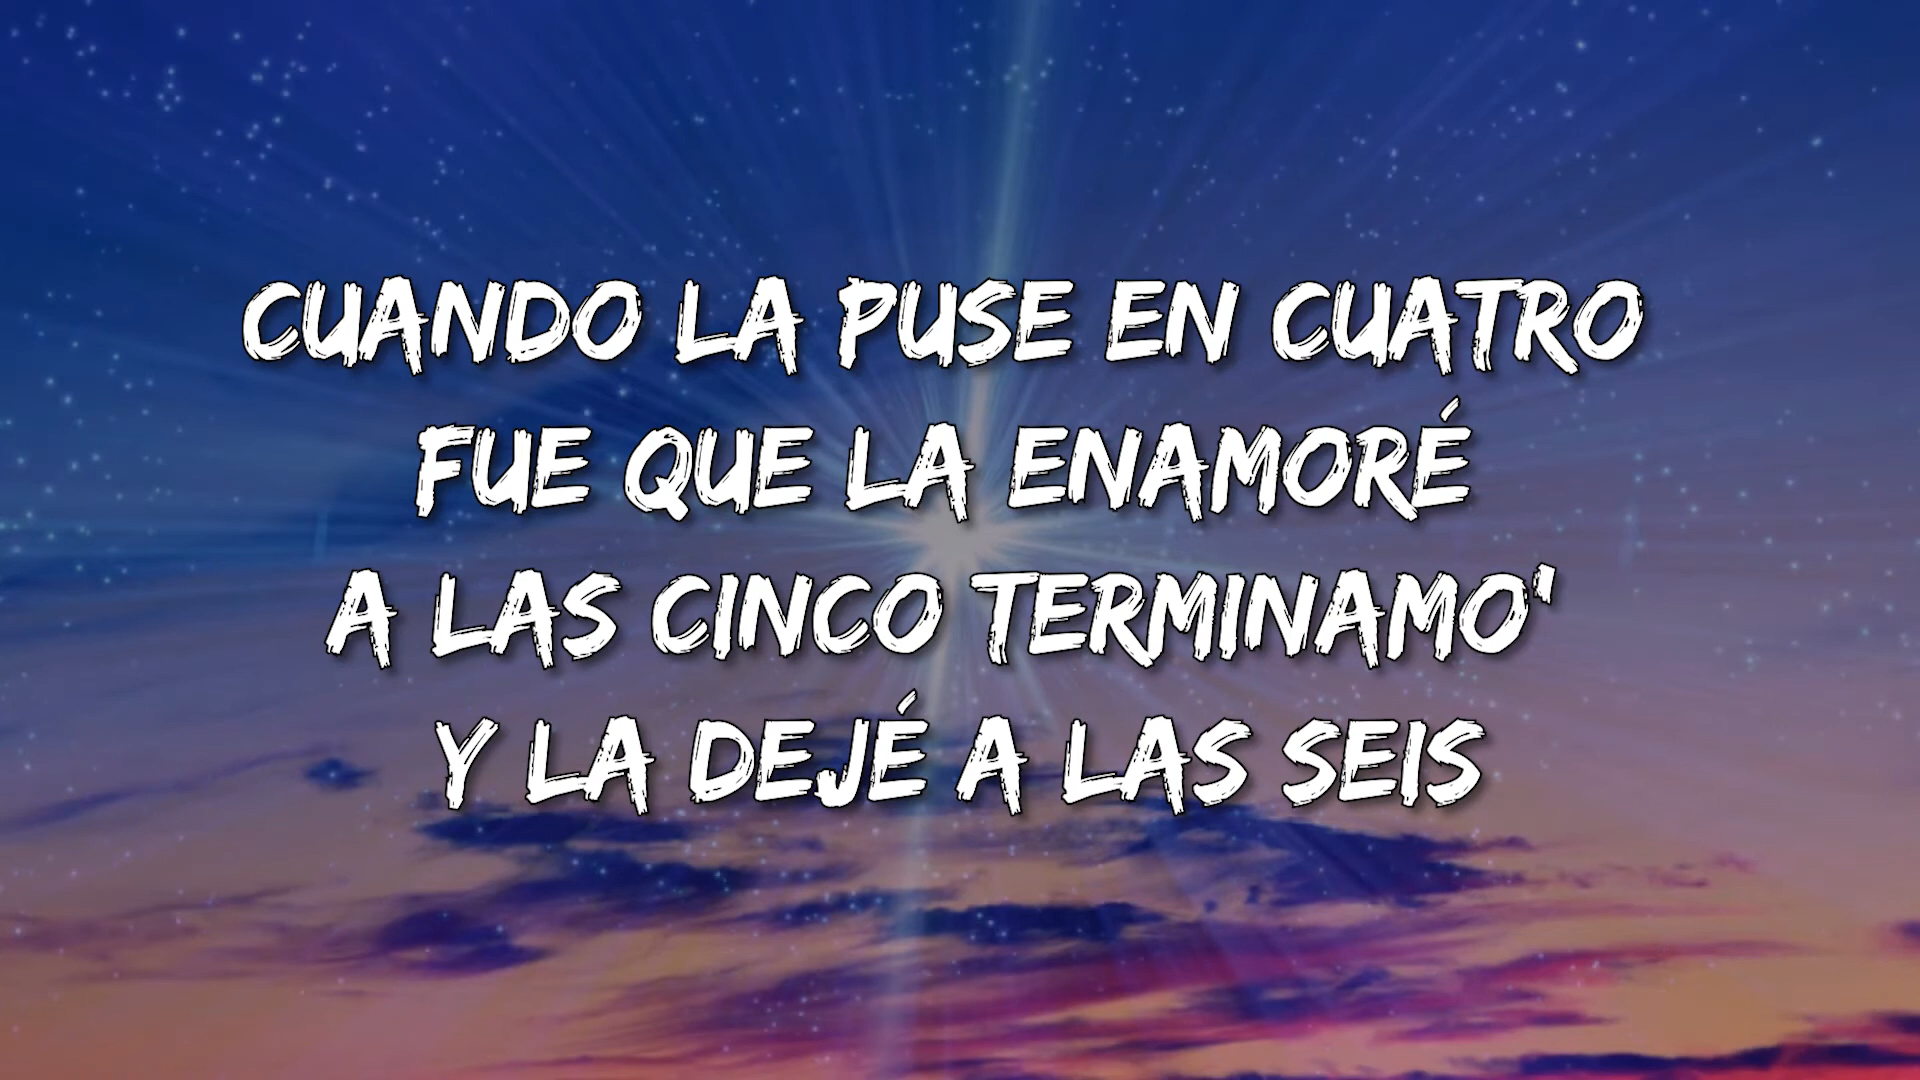 CUANDO LA PUSE EN CUATRO
FUE QUE LA ENAMORÉ
A LAS CINCO TERMINAMO'
Y LA DEJÉ A LAS SEIS